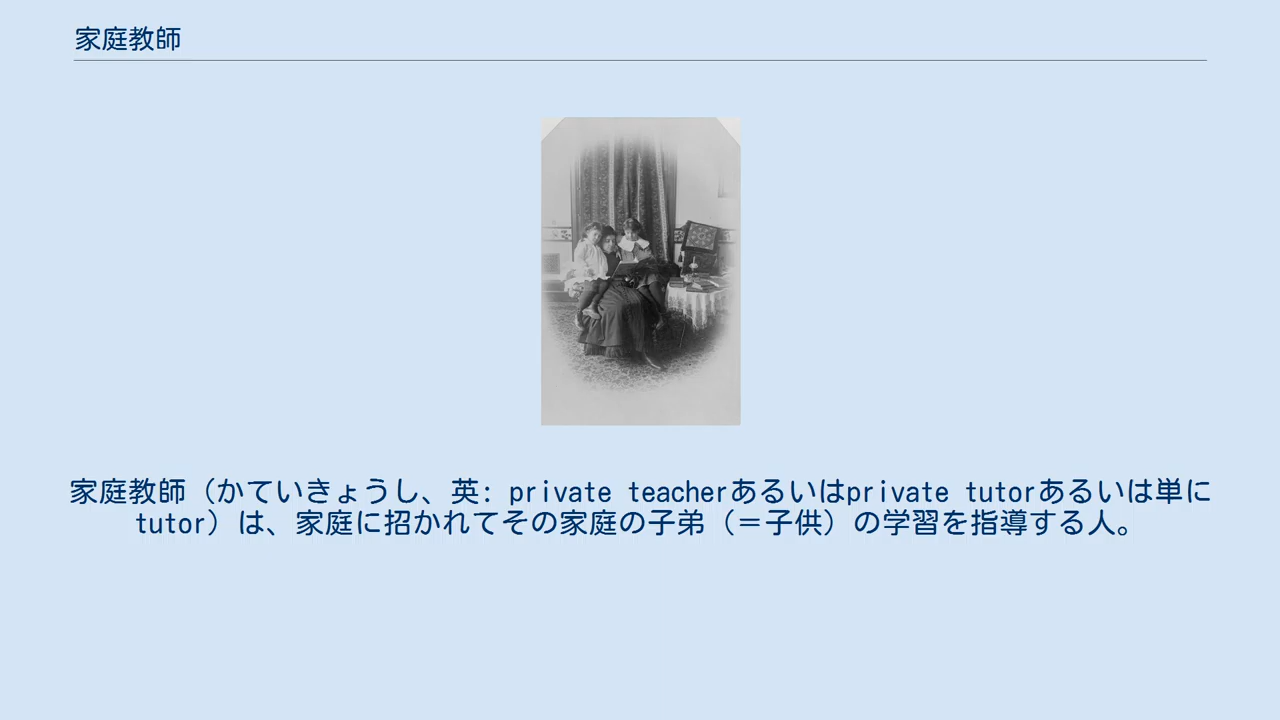 家庭教師
家庭教師（かていきょうし、英: private teacherあるいはprivate tutorあるいは単に
tutor）は、家庭に招かれてその家庭の子弟（＝子供）の学習を指導する人。